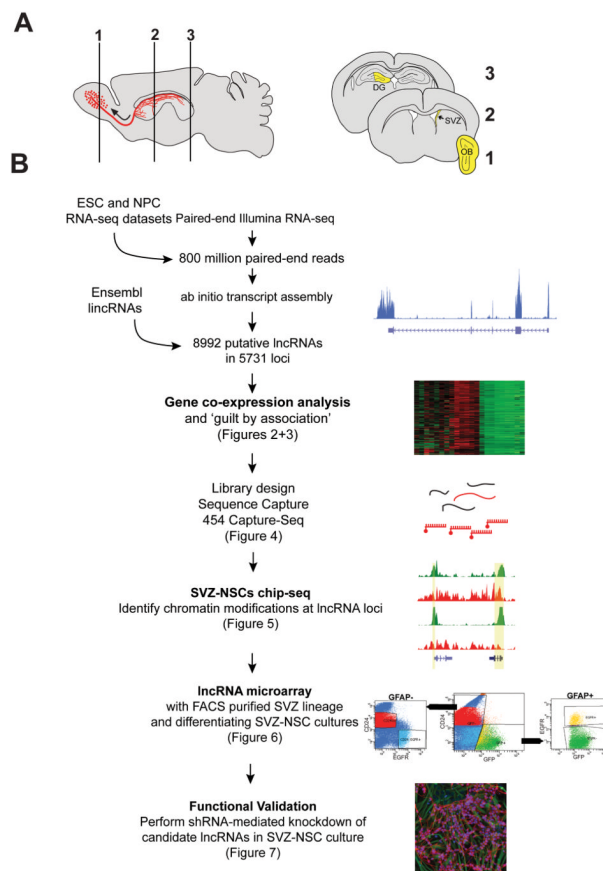 A
1 2 3
3
DG
2
SVZ
OB
1
B
ESC and NPC
RNA-seq datasets
Paired-end Illumina RNA-seq
800 million paired-end reads
Ensembl
lincRNAs
ab initio transcript assembly
8992 putative lncRNAs
in 5731 loci
Gene co-expression analysis
and 'guilt by association'
(Figures 2+3)
Library design
Sequence Capture
454 Capture-Seq
(Figure 4)
SVZ-NSCs chip-seq
Identify chromatin modifications at lncRNA loci
(Figure 5)
lncRNA microarray
with FACS purified SVZ lineage
and differentiating SVZ-NSC cultures
(Figure 6)
GFAP-
CD24
EGFR
CD24
GFP
GFAP+
EGFR
GFP
Functional Validation
Perform shRNA-mediated knockdown of
candidate lncRNAs in SVZ-NSC culture
(Figure 7)